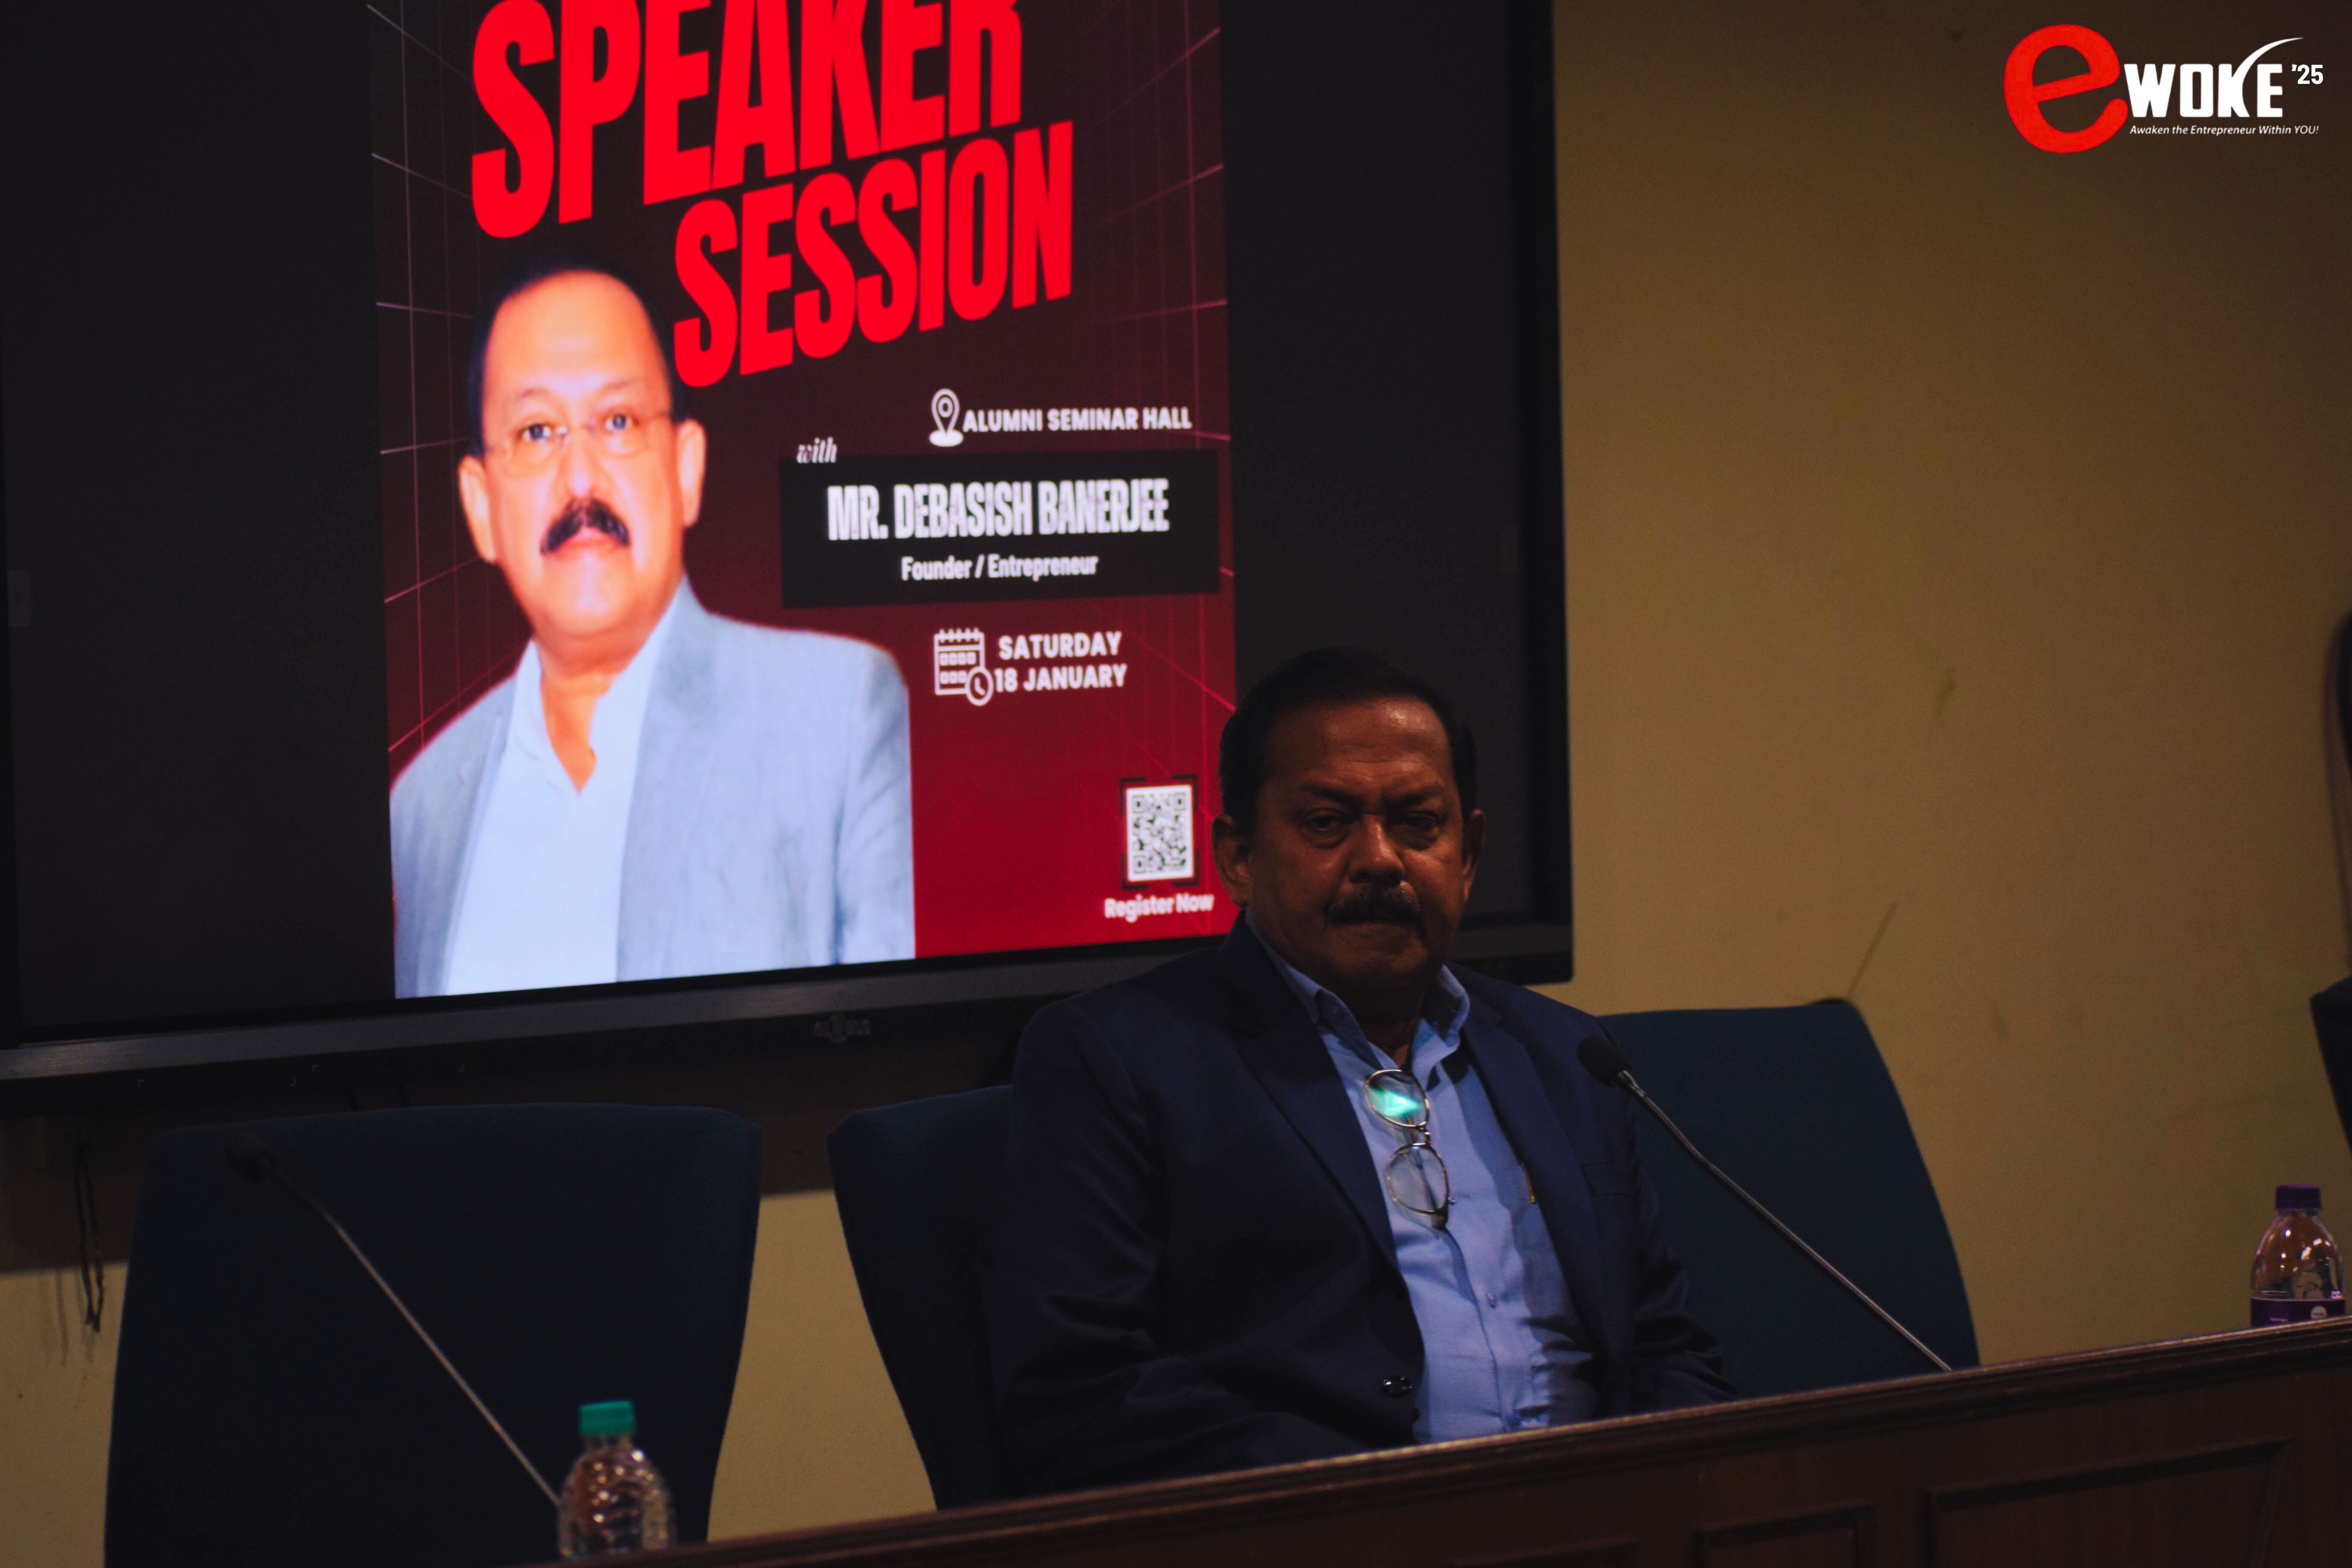 SPEAKER
SESSION
ALUMNI SEMINAR HALL
with
MR. DEBASISH BANERJEE
Founder / Entrepreneur
SATURDAY
18 JANUARY
Register Now
eWOKE '25
Awaken the Entrepreneur Within YOU!